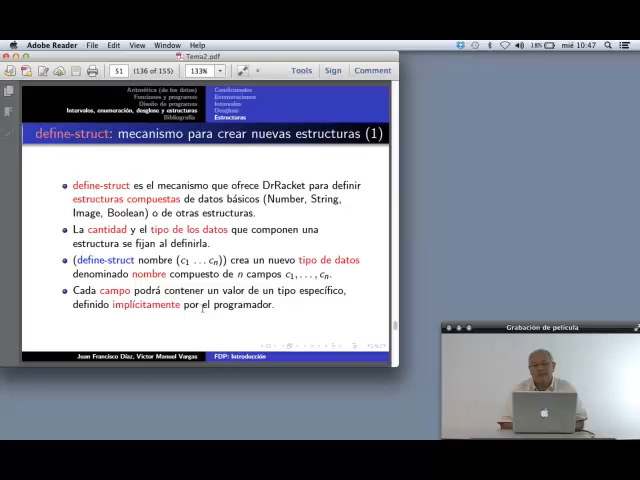 Adobe Reader File Edit View Window Help 18% mié 10:47
Tema2.pdf
51 (136 of 155) 133% Tools Sign Comment
Aritmética (de los datos)
Funciones y programas
Diseño de programas
Intervalos, enumeración, desglose y estructuras
Bibliografía
Condicionales
Enumeraciones
Intervalos
Desglose
Estructuras
define-struct: mecanismo para crear nuevas estructuras (1)
define-struct es el mecanismo que ofrece DrRacket para definir
estructuras compuestas de datos básicos (Number, String,
Image, Boolean) o de otras estructuras.
La cantidad y el tipo de los datos que componen una
estructura se fijan al definirla.
(define-struct nombre (c1 ... cn)) crea un nuevo tipo de datos
denominado nombre compuesto de n campos c1, ..., cn.
Cada campo podrá contener un valor de un tipo específico,
definido implícitamente por el programador.
Juan Francisco Díaz, Victor Manuel Vargas FDP: Introducción
Grabación de película